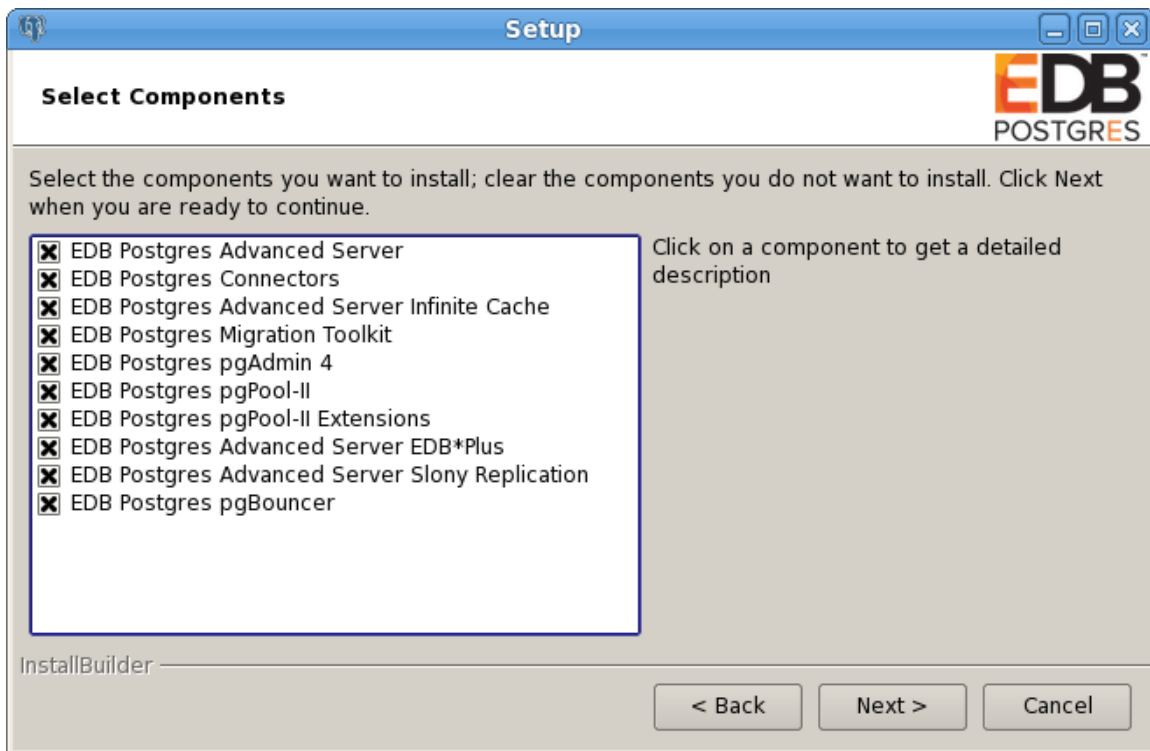 Setup
Select Components
EDB
POSTGRES
Select the components you want to install; clear the components you do not want to install. Click Next
when you are ready to continue.
EDB Postgres Advanced Server
EDB Postgres Connectors
EDB Postgres Advanced Server Infinite Cache
EDB Postgres Migration Toolkit
EDB Postgres pgAdmin 4
EDB Postgres pgPool-II
EDB Postgres pgPool-II Extensions
EDB Postgres Advanced Server EDB*Plus
EDB Postgres Advanced Server Slony Replication
EDB Postgres pgBouncer
Click on a component to get a detailed
description
InstallBuilder
< Back
Next >
Cancel